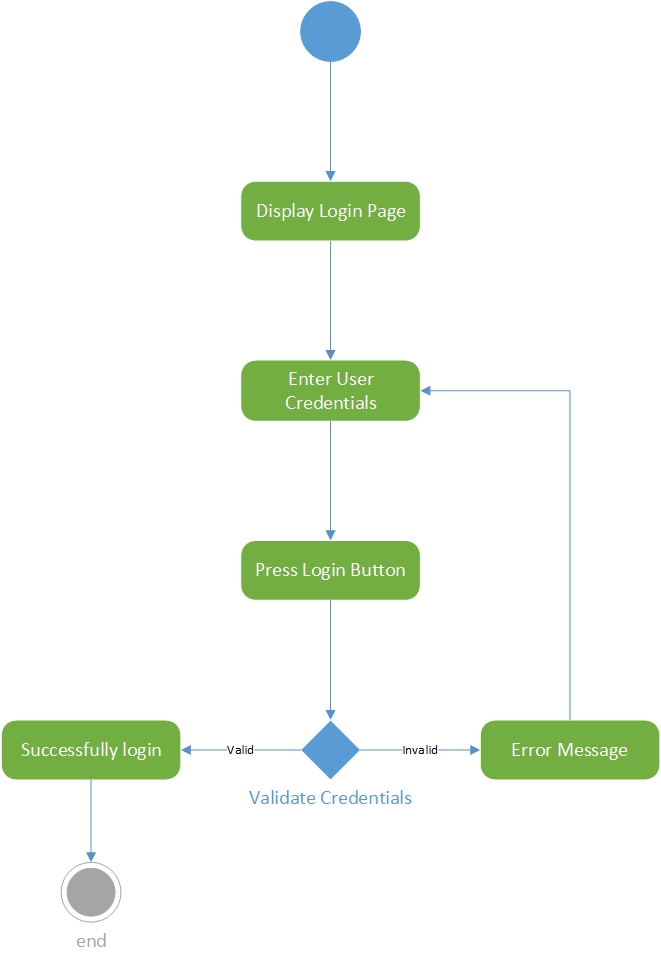 Display Login Page
Enter User
Credentials
Press Login Button
Successfully login
Valid
Invalid
Error Message
Validate Credentials
end